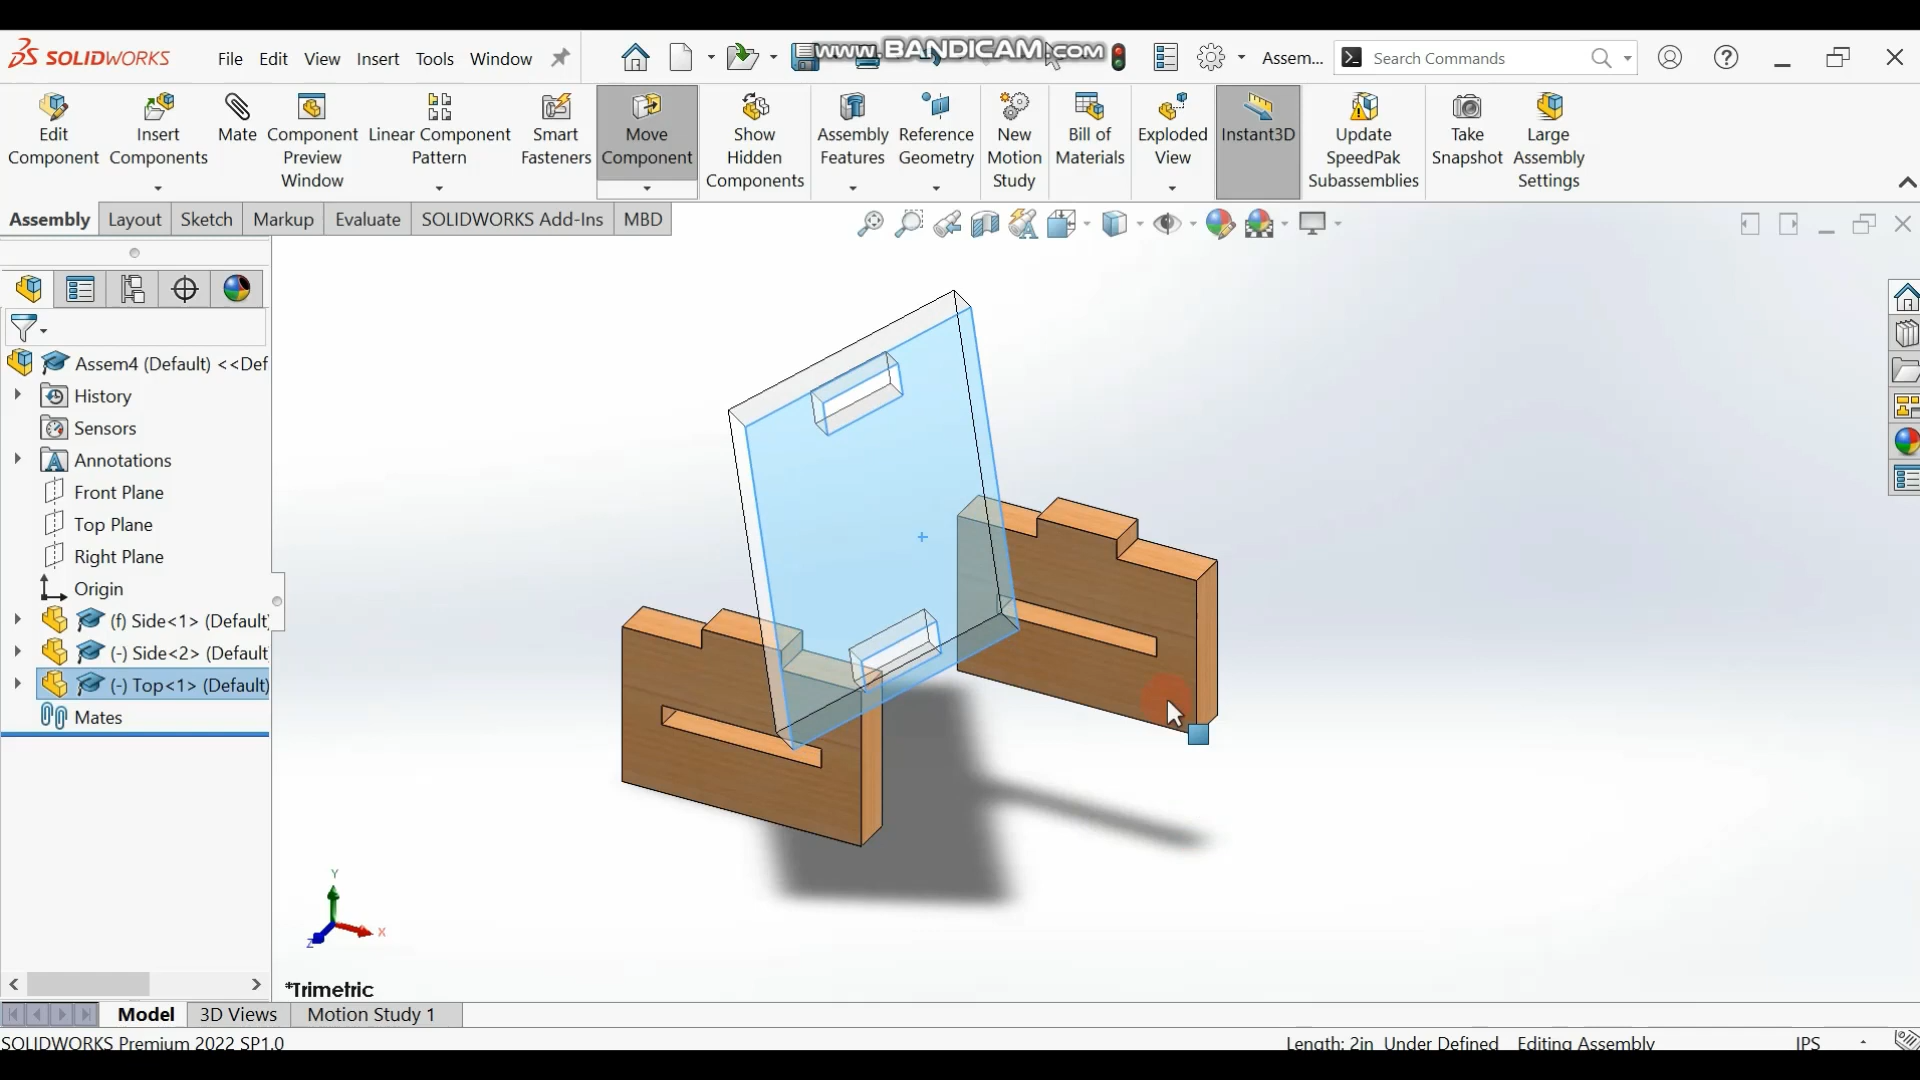 SOLIDWORKS File Edit View Insert Tools Window www.BANDICAM.COM Assem... Search Commands
Edit Component
Insert Components
Mate
Component Preview Window
Linear Component Pattern
Smart Fasteners
Move Component
Show Hidden Components
Assembly Features
Reference Geometry
New Motion Study
Bill of Materials
Exploded View
Instant3D
Update SpeedPak Subassemblies
Take Snapshot
Large Assembly Settings
Assembly Layout Sketch Markup Evaluate SOLIDWORKS Add-Ins MBD
Assem4 (Default) <<Def
History
Sensors
Annotations
Front Plane
Top Plane
Right Plane
Origin
(f) Side<1> (Default)
(-) Side<2> (Default
(-) Top<1> (Default)
Mates
Y
X
Z
*Trimetric
Model 3D Views Motion Study 1
SOLIDWORKS Premium 2022 SP1.0 Length: 2in Under Defined Editing Assembly IPS